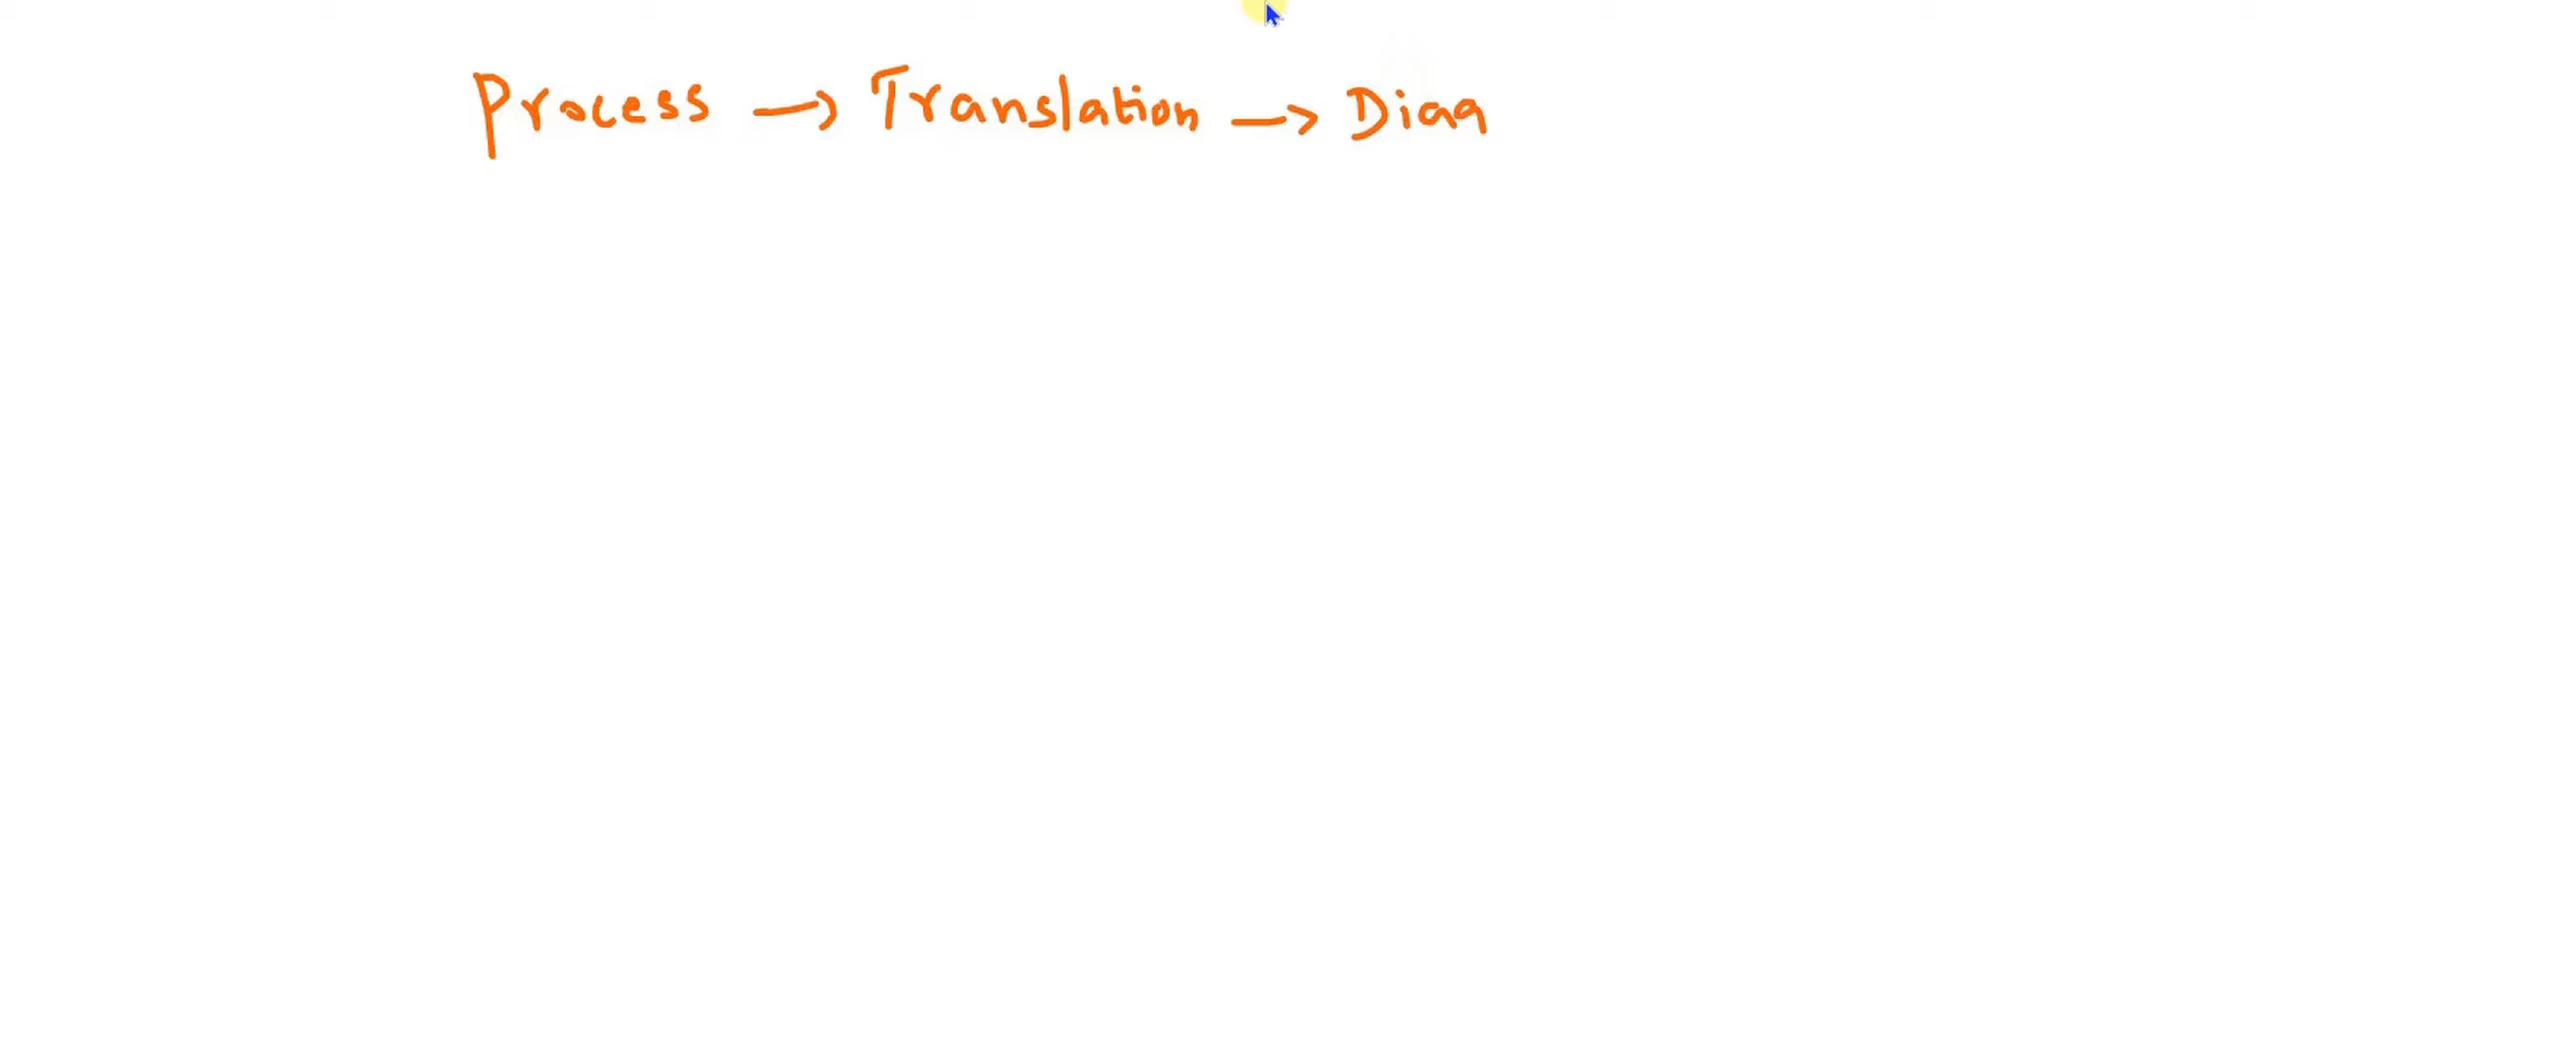 Process → Translation → Diag